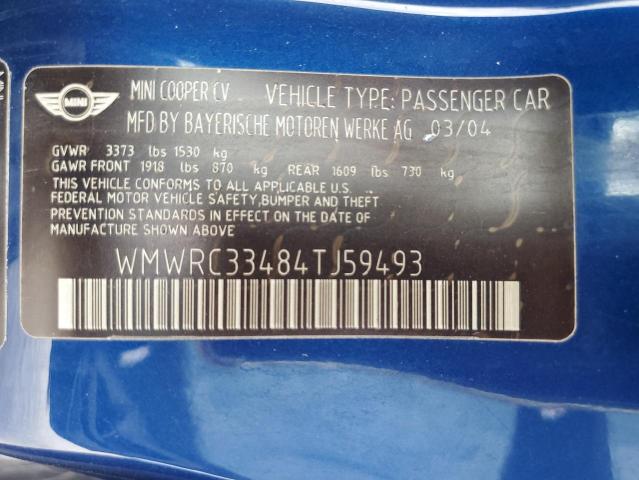 MINI
MINI COOPER CV VEHICLE TYPE: PASSENGER CAR
MFD BY BAYERISCHE MOTOREN WERKE AG 03/04
GVWR 3373 lbs 1530 kg
GAWR FRONT 1918 lbs 870 kg REAR 1609 lbs 730 kg
THIS VEHICLE CONFORMS TO ALL APPLICABLE U.S.
FEDERAL MOTOR VEHICLE SAFETY,BUMPER AND THEFT
PREVENTION STANDARDS IN EFFECT ON THE DATE OF
MANUFACTURE SHOWN ABOVE
WMWRC33484TJ59493